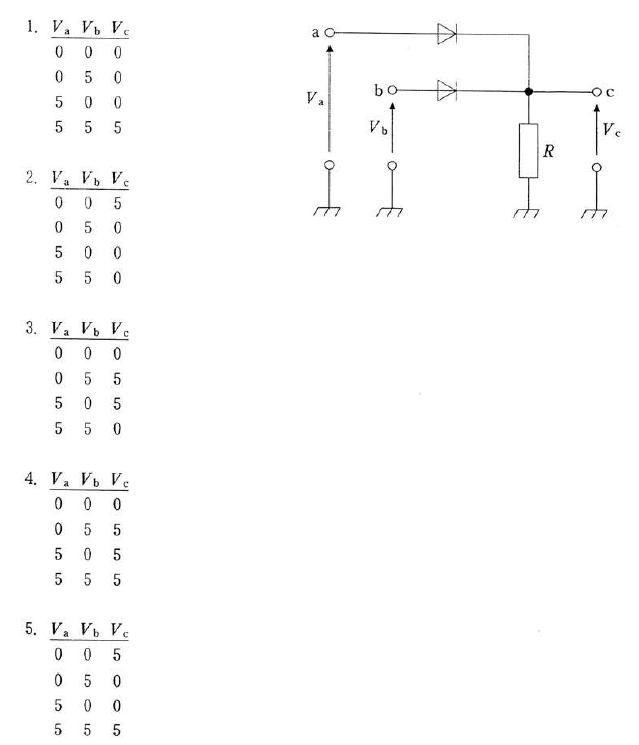 1. Va Vb Vc
0 0 0
0 5 0
5 0 0
5 5 5
2. Va Vb Vc
0 0 5
0 5 0
5 0 0
5 5 0
3. Va Vb Vc
0 0 0
0 5 5
5 0 5
5 5 0
4. Va Vb Vc
0 0 0
0 5 5
5 0 5
5 5 5
5. Va Vb Vc
0 0 5
0 5 0
5 0 0
5 5 5
a
b
c
Va
Vb
Vc
R